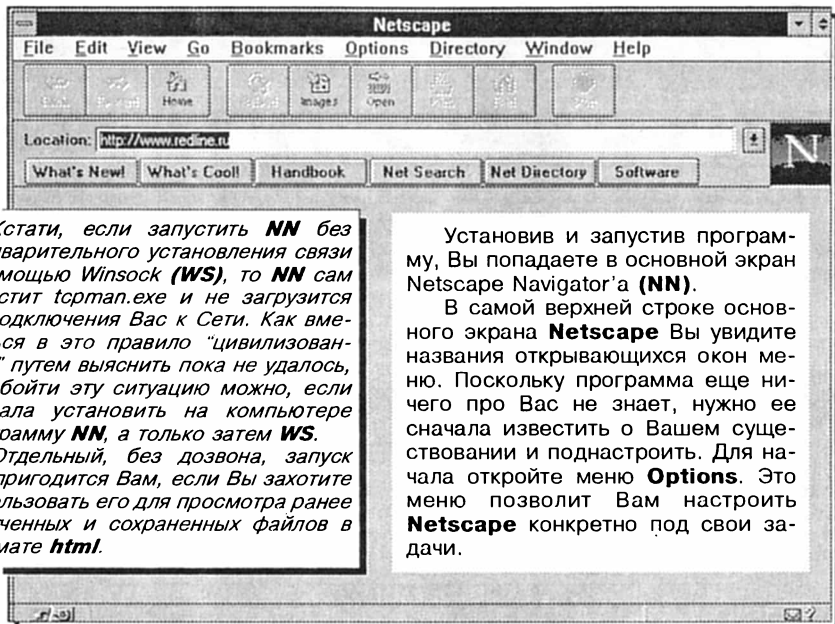 Netscape
File Edit View Go Bookmarks Options Directory Window Help
Home Images Open
Location: http://www.redline.ru
N
What's New! What's Cool! Handbook Net Search Net Directory Software
Кстати, если запустить NN без
варительного установления связи
мощью Winsock (WS), то NN сам
стит tcpman.exe и не загрузится
одключения Вас к Сети. Как вме-
ся в это правило "цивилизован-
" путем выяснить пока не удалось,
бойти эту ситуацию можно, если
ала установить на компьютере
рамму NN, а только затем WS.
Отдельный, без дозвона, запуск
пригодится Вам, если Вы захотите
льзовать его для просмотра ранее
ченных и сохраненных файлов в
мате html.
Установив и запустив програм-
му, Вы попадаете в основной экран
Netscape Navigator'а (NN).
В самой верхней строке основ-
ного экрана Netscape Вы увидите
названия открывающихся окон ме-
ню. Поскольку программа еще ни-
чего про Вас не знает, нужно ее
сначала известить о Вашем суще-
ствовании и поднастроить. Для на-
чала откройте меню Options. Это
меню позволит Вам настроить
Netscape конкретно под свои за-
дачи.